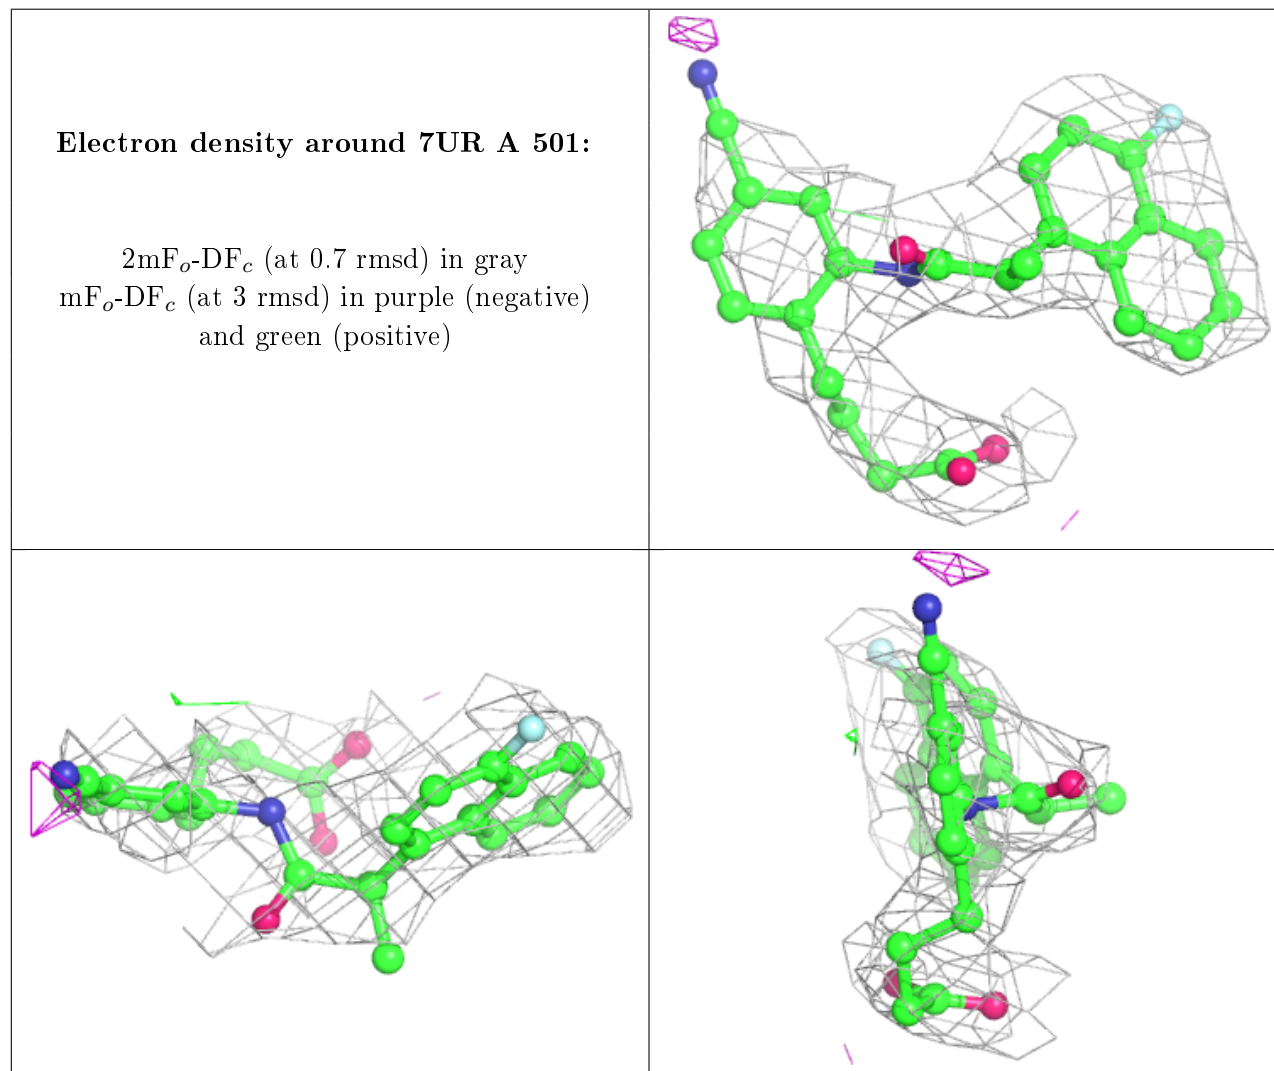 Electron density around 7UR A 501:
2mFo-DFc (at 0.7 rmsd) in gray
mFo-DFc (at 3 rmsd) in purple (negative)
and green (positive)